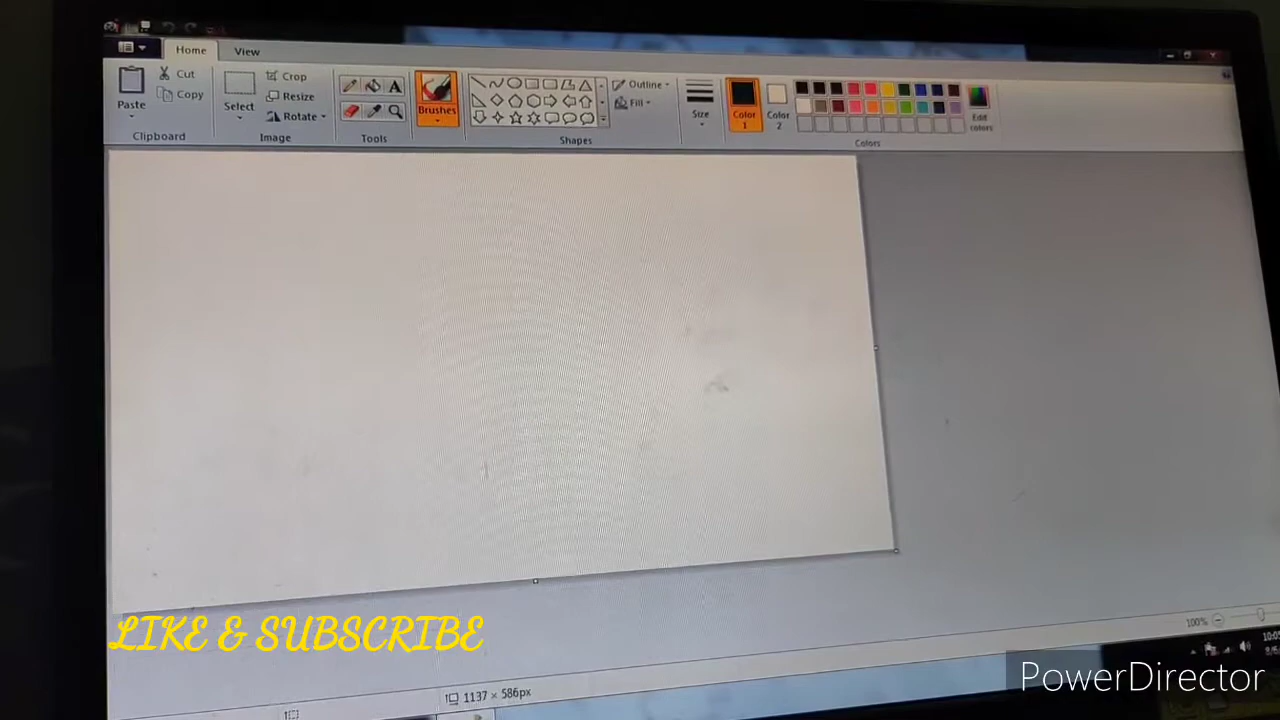 Home View
Cut
Copy
Paste
Clipboard
Select
Crop
Resize
Rotate
Image
Tools
Brushes
Shapes
Outline
Fill
Size
Color 1
Color 2
Edit colors
Colors
LIKE & SUBSCRIBE
100%
1137 × 586px
PowerDirector